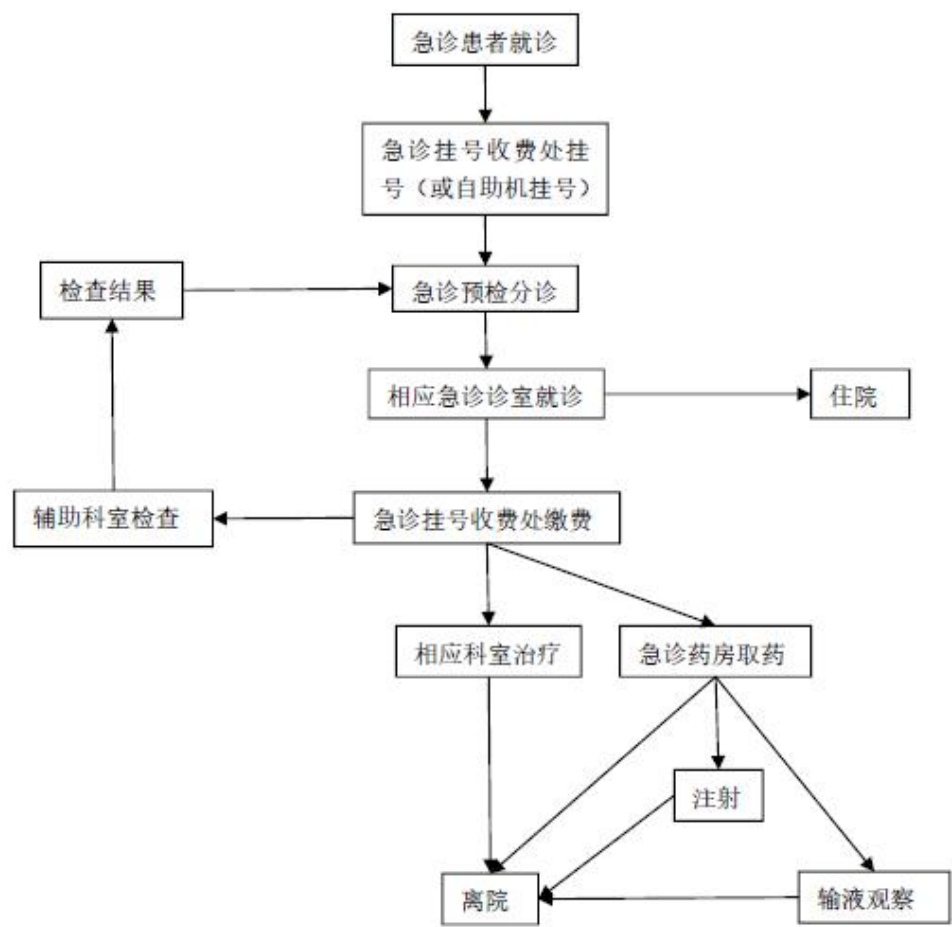 急诊患者就诊
急诊挂号收费处挂
号（或自助机挂号）
检查结果
急诊预检分诊
相应急诊诊室就诊
住院
辅助科室检查
急诊挂号收费处缴费
相应科室治疗
急诊药房取药
注射
离院
输液观察